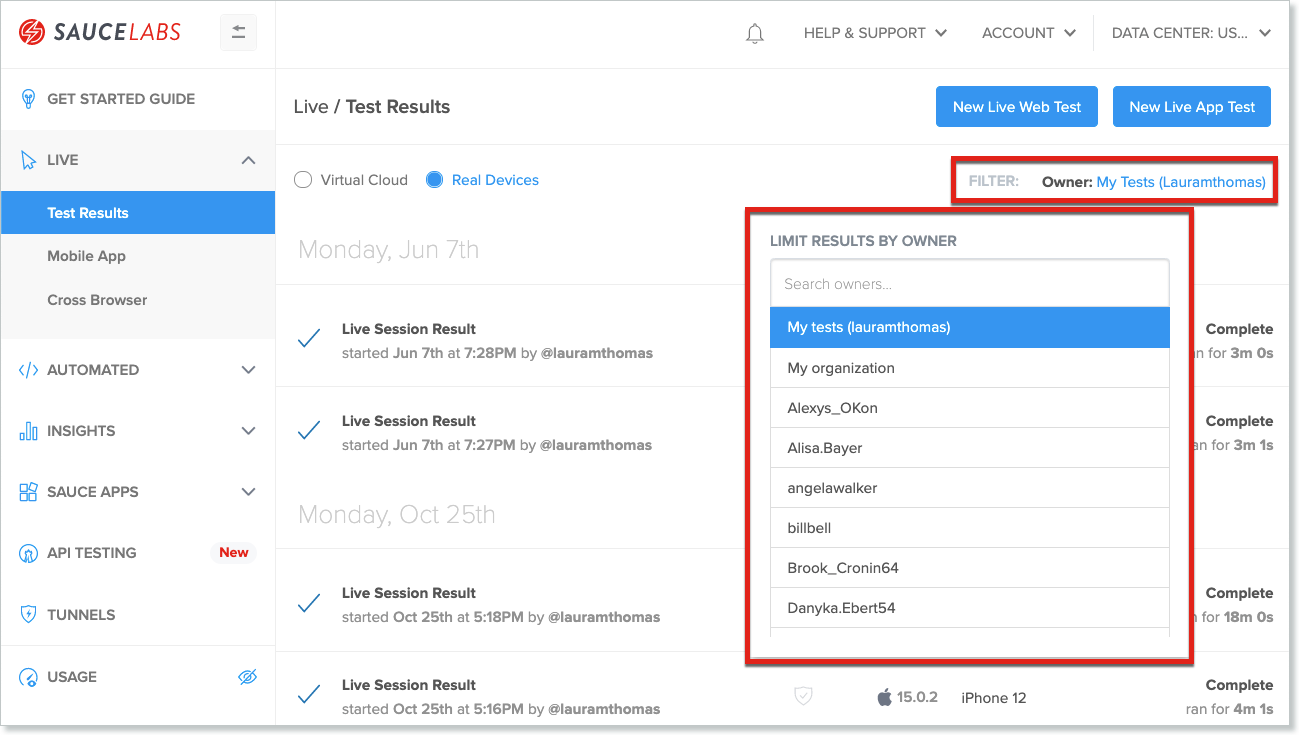 SAUCELABS
HELP & SUPPORT
ACCOUNT
DATA CENTER: US...
GET STARTED GUIDE
LIVE
Test Results
Mobile App
Cross Browser
AUTOMATED
INSIGHTS
SAUCE APPS
API TESTING New
TUNNELS
USAGE
Live / Test Results
New Live Web Test
New Live App Test
Virtual Cloud
Real Devices
FILTER: Owner: My Tests (Lauramthomas)
LIMIT RESULTS BY OWNER
Search owners...
My tests (lauramthomas)
My organization
Alexys_OKon
Alisa.Bayer
angelawalker
billbell
Brook_Cronin64
Danyka.Ebert54
Monday, Jun 7th
Live Session Result
started Jun 7th at 7:28PM by @lauramthomas
Complete
for 3m 0s
Live Session Result
started Jun 7th at 7:27PM by @lauramthomas
Complete
for 3m 1s
Monday, Oct 25th
Live Session Result
started Oct 25th at 5:18PM by @lauramthomas
Complete
for 18m 0s
Live Session Result
started Oct 25th at 5:16PM by @lauramthomas
15.0.2
iPhone 12
Complete
ran for 4m 1s